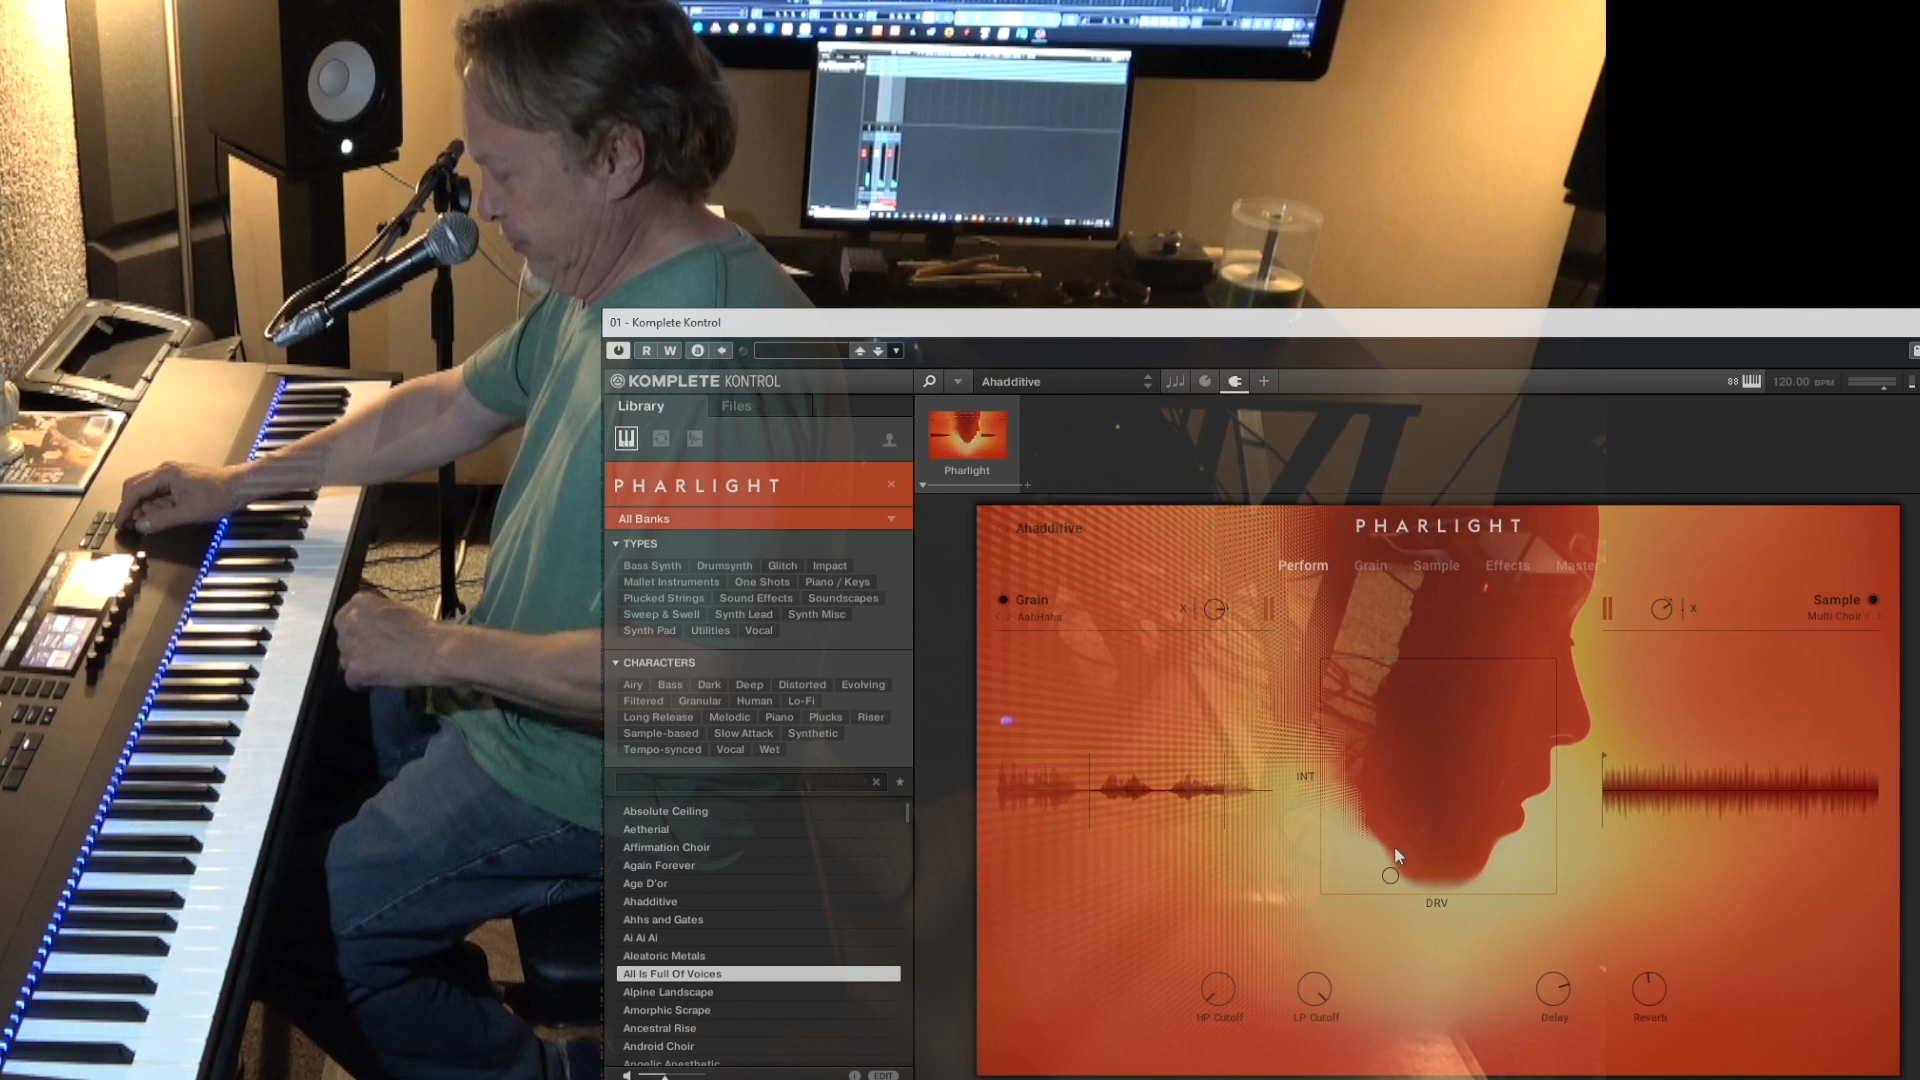 01 - Komplete Kontrol
R W
KOMPLETE KONTROL
Ahadditive
88
120.00 BPM
Library Files
Pharlight
PHARLIGHT
All Banks
TYPES
Bass Synth Drumsynth Glitch Impact
Mallet Instruments One Shots Piano / Keys
Plucked Strings Sound Effects Soundscapes
Sweep & Swell Synth Lead Synth Misc
Synth Pad Utilities Vocal
CHARACTERS
Airy Bass Dark Deep Distorted Evolving
Filtered Granular Human Lo-Fi
Long Release Melodic Piano Plucks Riser
Sample-based Slow Attack Synthetic
Tempo-synced Vocal Wet
Absolute Ceiling
Aetherial
Affirmation Choir
Again Forever
Age D'or
Ahadditive
Ahhs and Gates
Ai Ai Ai
Aleatoric Metals
All Is Full Of Voices
Alpine Landscape
Amorphic Scrape
Ancestral Rise
Android Choir
Angelic Anesthetic
EDIT
Ahadditive
PHARLIGHT
Perform Grain Sample Effects Master
Grain
AahHaha
X
X
Sample
Multi Choir
INT
DRV
HP Cutoff LP Cutoff Delay Reverb